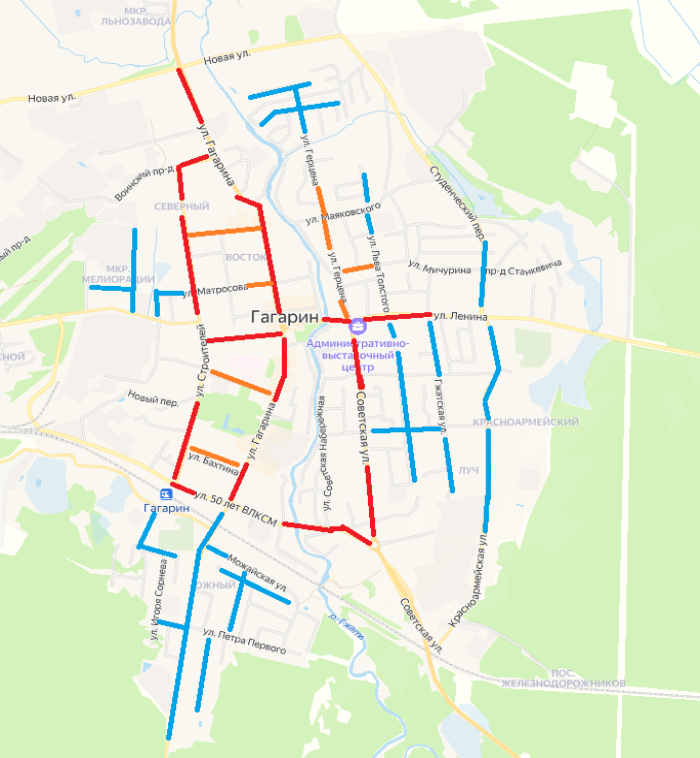 МКР.
ЛЬНОЗАВОДА
Новая ул.
Новая ул.
ул. Гагарина
ул. Герцена
Воинский пр-д
Студенческий пер.
СЕВЕРНЫЙ
ул. Маяковского
ный пр-д
ВОСТОК
ул. Герцена
ул. Льва Толстого
МКР.
МЕЛИОРАЦИИ
ул. Мичурина
пр-д Станкевича
ул. Матросова
Гагарин
ул. Ленина
Административно-
выставочный
центр
СНОЙ
ул. Строителей
Гжатская ул.
Новый пер.
ул. Гагарина
ул. Советская Набережная
Советская ул.
КРАСНОАРМЕЙСКИЙ
ул. Бахтина
ЛУЧ
Гагарин
ул. 50 лет ВЛКСМ
Можайская ул.
ЮЖНЫЙ
ул. Игоря Сорнева
Красноармейская ул.
Советская ул.
р. Гжать
ул. Петра Первого
ПОС.
ЖЕЛЕЗНОДОРОЖНИКОВ